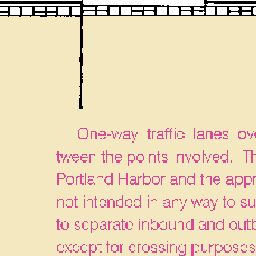 One-way traffic lanes ov
tween the points involved. Th
Portland Harbor and the appr
not intended in any way to su
to separate inbound and outb
except for crossing purposes